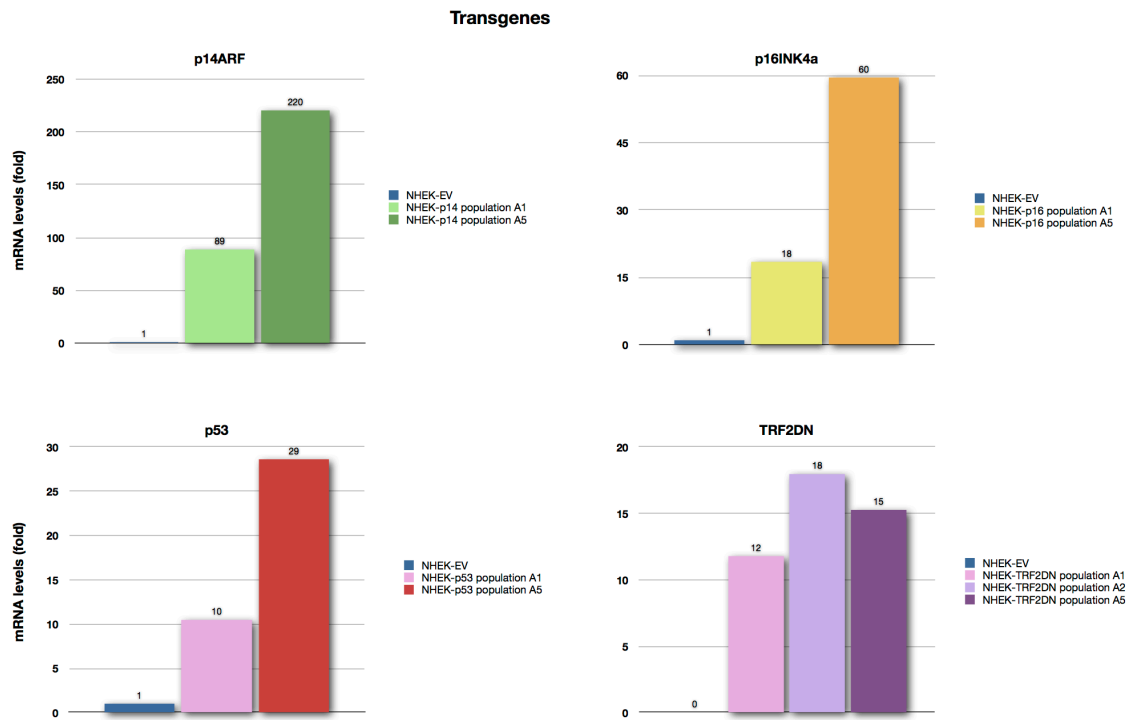 Transgenes
p14ARF
mRNA levels (fold)
250
200
150
100
50
0
1
89
220
NHEK-EV
NHEK-p14 population A1
NHEK-p14 population A5
p16INK4a
60
45
30
15
0
1
18
60
NHEK-EV
NHEK-p16 population A1
NHEK-p16 population A5
p53
mRNA levels (fold)
30
25
20
15
10
5
0
1
10
29
NHEK-EV
NHEK-p53 population A1
NHEK-p53 population A5
TRF2DN
20
15
10
5
0
0
12
18
15
NHEK-EV
NHEK-TRF2DN population A1
NHEK-TRF2DN population A2
NHEK-TRF2DN population A5